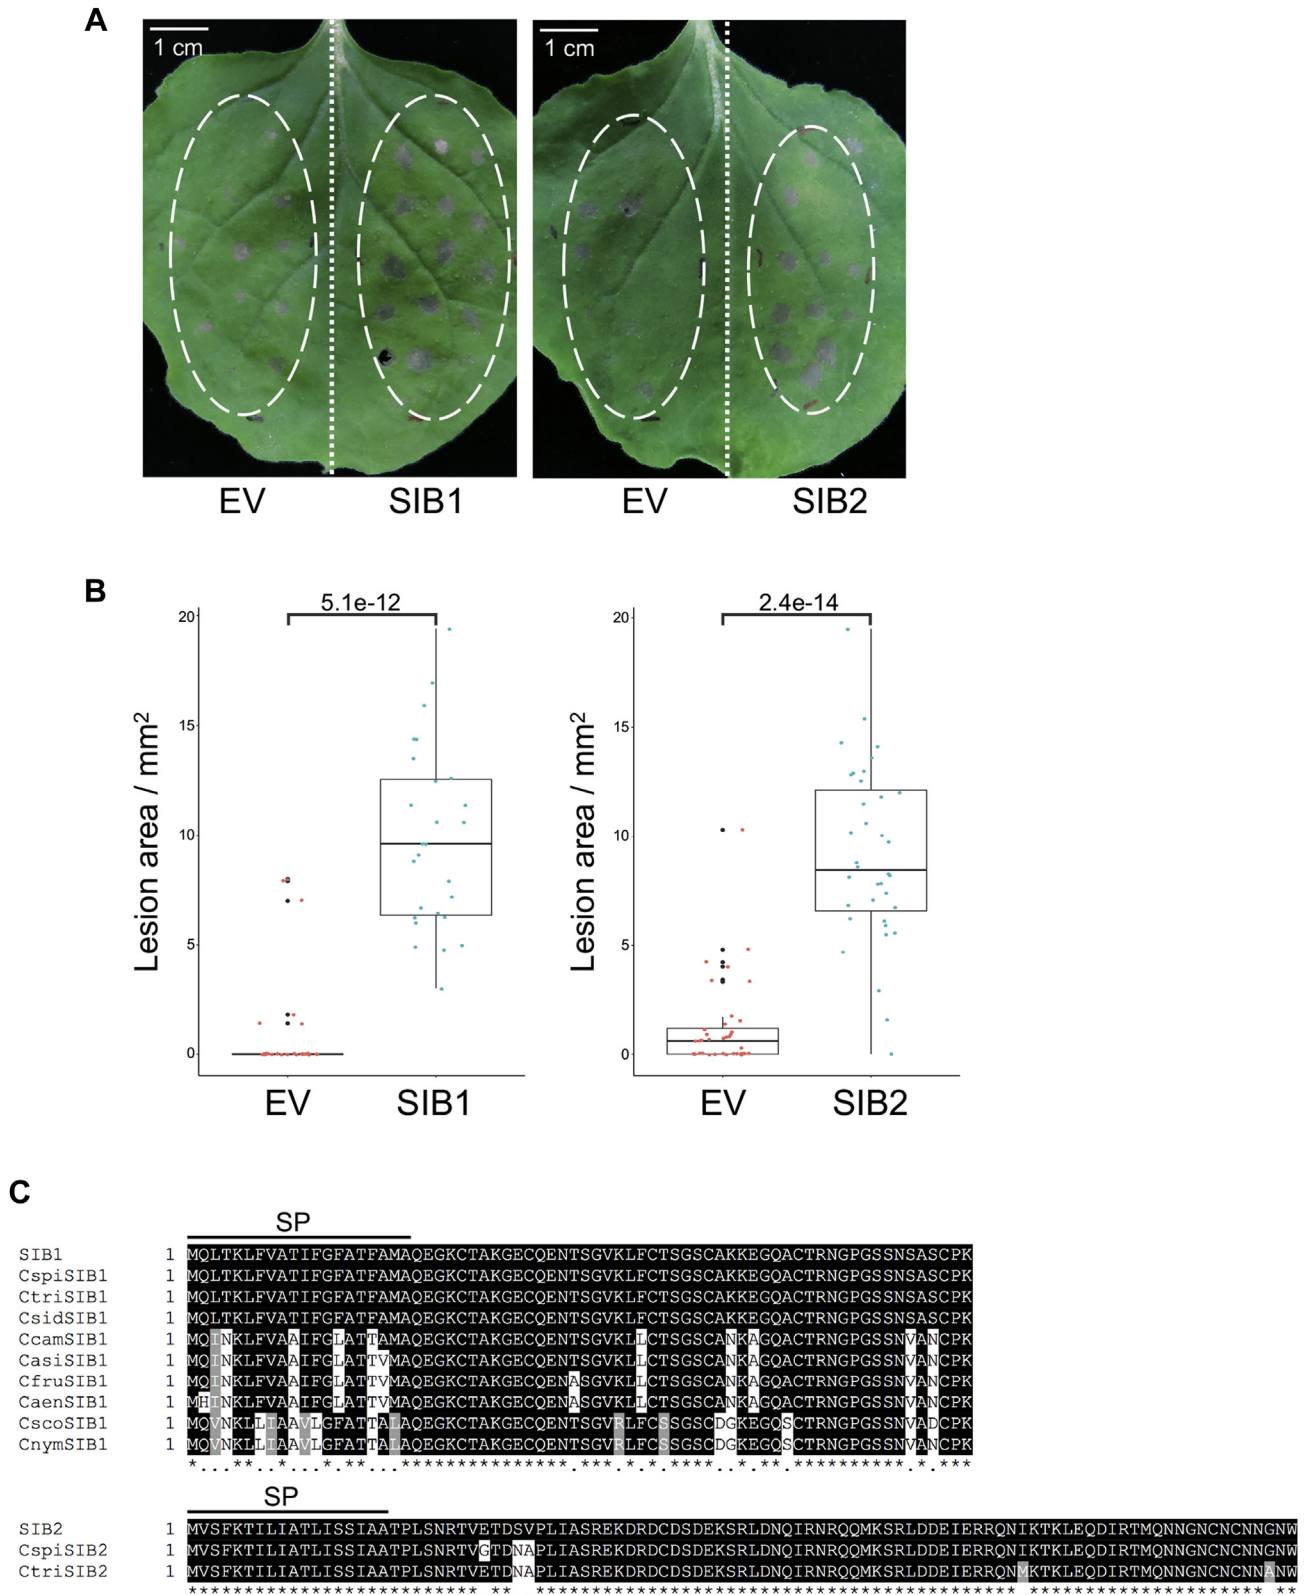 A
1 cm
1 cm
EV SIB1
EV SIB2
B
5.1e-12
20
15
10
5
0
Lesion area / mm2
EV SIB1
2.4e-14
20
15
10
5
0
Lesion area / mm2
EV SIB2
C
SP
SIB1 1 MQLTKLFVATIFGFATFAMAQEGKCTAKGECQENTSGVKLFCTSGSCAKKEGQACTRNGPGSSNSASCPK
CspiSIB1 1 MQLTKLFVATIFGFATFAMAQEGKCTAKGECQENTSGVKLFCTSGSCAKKEGQACTRNGPGSSNSASCPK
CtriSIB1 1 MQLTKLFVATIFGFATFAMAQEGKCTAKGECQENTSGVKLFCTSGSCAKKEGQACTRNGPGSSNSASCPK
CsidSIB1 1 MQLTKLFVATIFGFATFAMAQEGKCTAKGECQENTSGVKLFCTSGSCAKKEGQACTRNGPGSSNSASCPK
CcamSIB1 1 MQINKLFVAAIFGLATTAMAQEGKCTAKGECQENTSGVKLLCTSGSCANKAGQACTRNGPGSSNVANCPK
CasiSIB1 1 MQINKLFVAAIFGLATTVMAQEGKCTAKGECQENTSGVKLLCTSGSCANKAGQACTRNGPGSSNVANCPK
CfruSIB1 1 MQINKLFVAAIFGLATTVMAQEGKCTAKGECQENASGVKLLCTSGSCANKAGQACTRNGPGSSNVANCPK
CaenSIB1 1 MHINKLFVAAIFGLATTVMAQEGKCTAKGECQENASGVKLLCTSGSCANKAGQACTRNGPGSSNVANCPK
CscoSIB1 1 MQVNKLLIAAVLGFATTALAQEGKCTAKGECQENTSGVRLFCSSGSCDGKEGQSCTRNGPGSSNVADCPK
CnymSIB1 1 MQVNKLLIAAVLGFATTALAQEGKCTAKGECQENTSGVRLFCSSGSCDGKEGQSCTRNGPGSSNVANCPK
SP
SIB2 1 MVSFKTILIATLISSIAATPLSNRTVETDSVPLIASREKDRDCDSDEKSRLDNQIRNRQQMKSRLDDEIERRQNIKTKLEQDIRTMQNNGNCNCNNGNW
CspiSIB2 1 MVSFKTILIATLISSIAATPLSNRTVGTDNAPLIASREKDRDCDSDEKSRLDNQIRNRQQMKSRLDDEIERRQNIKTKLEQDIRTMQNNGNCNCNNGNW
CtriSIB2 1 MVSFKTILIATLISSIAATPLSNRTVETDNAPLIASREKDRDCDSDEKSRLDNQIRNRQQMKSRLDDEIERRQNMKTKLEQDIRTMQNNGNCNCNNANW